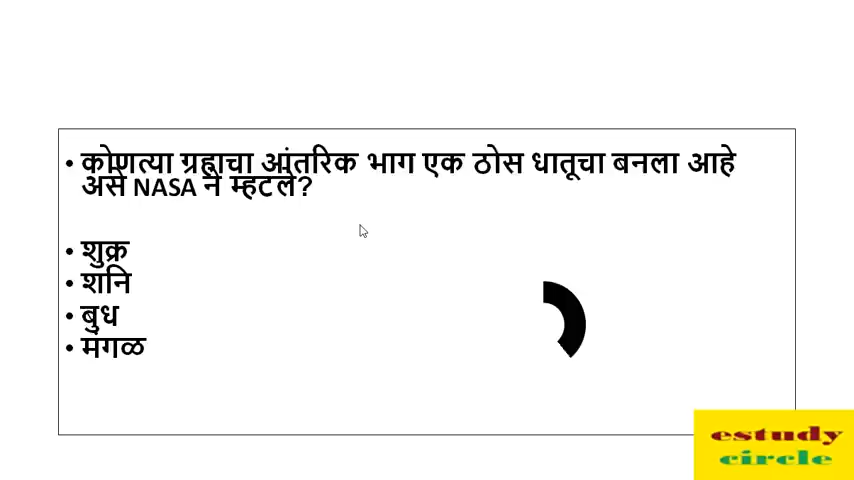 • कोणत्या ग्रहाचा आंतरिक भाग एक ठोस धातूचा बनला आहे
असे NASA ने म्हटले?
• शुक्र
• शनि
• बुध
• मंगळ
estudy
circle